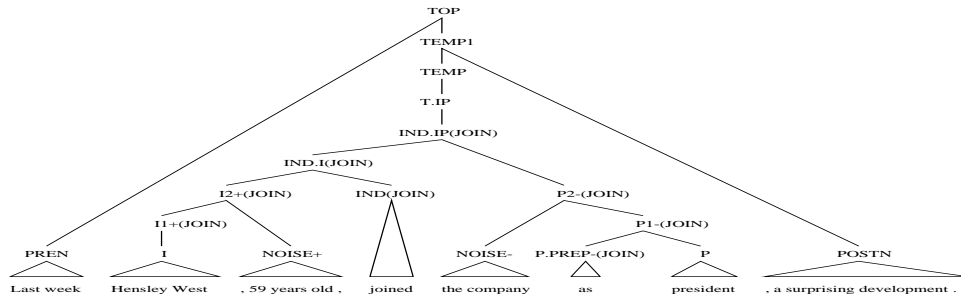 TOP
TEMP1
TEMP
T.IP
IND.IP(JOIN)
IND.I(JOIN)
I2+(JOIN) IND(JOIN) P2-(JOIN)
I1+(JOIN) P1-(JOIN)
PREN I NOISE+ NOISE- P.PREP-(JOIN) P POSTN
Last week Hensley West , 59 years old , joined the company as president , a surprising development .